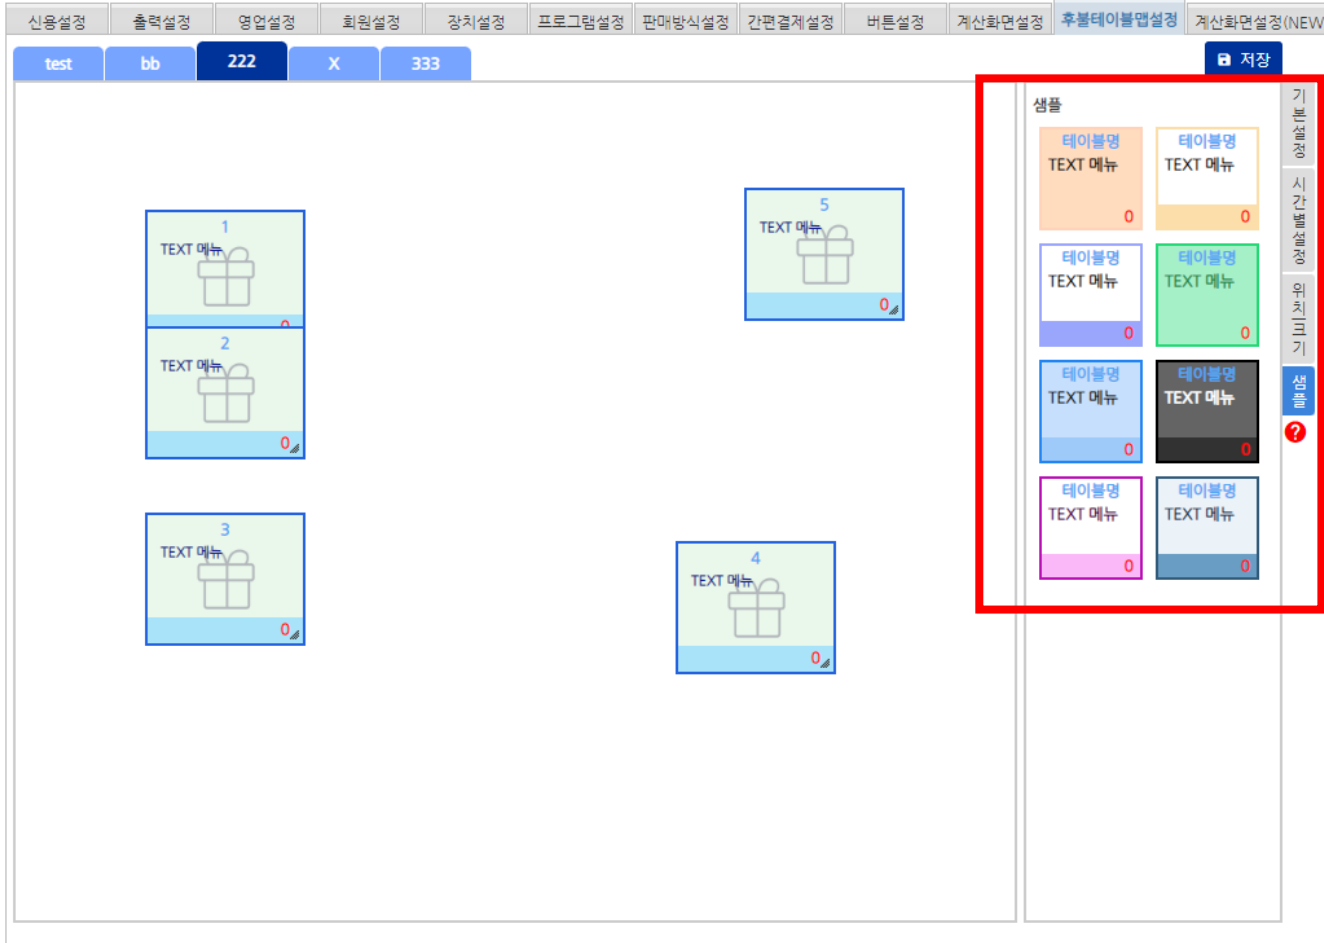 신용설정 출력설정 영업설정 회원설정 장치설정 프로그램설정 판매방식설정 간편결제설정 버튼설정 계산화면설정 후불테이블맵설정 계산화면설정(NEW
test bb 222 X 333 저장
1
TEXT 메뉴
0
2
TEXT 메뉴
0
3
TEXT 메뉴
0
5
TEXT 메뉴
0
4
TEXT 메뉴
0
샘플
테이블명 테이블명
TEXT 메뉴 TEXT 메뉴
0 0
테이블명 테이블명
TEXT 메뉴 TEXT 메뉴
0 0
테이블명 테이블명
TEXT 메뉴 TEXT 메뉴
0 0
테이블명 테이블명
TEXT 메뉴 TEXT 메뉴
0 0
기본설정
시간별설정
위치|크기
샘플
?